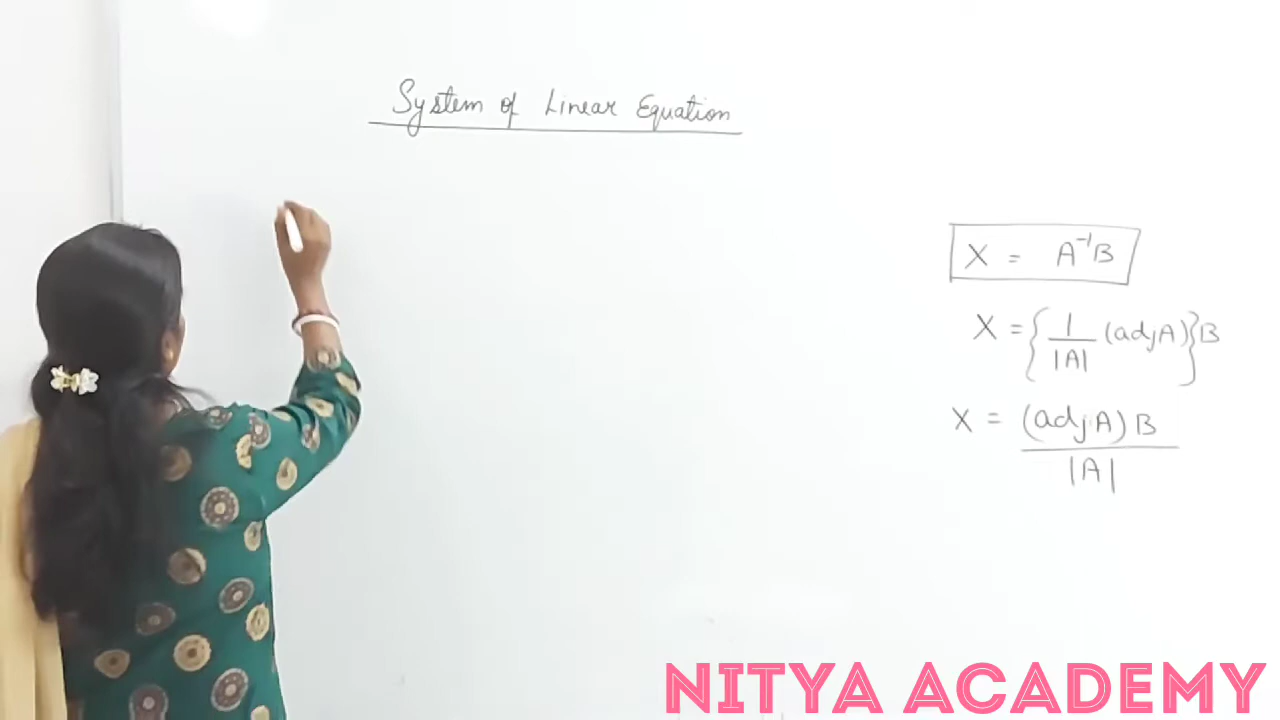 System of Linear Equation
X = A⁻¹B
X = { 1/|A| (adj A) } B
X = (adj A) B / |A|
NITYA ACADEMY